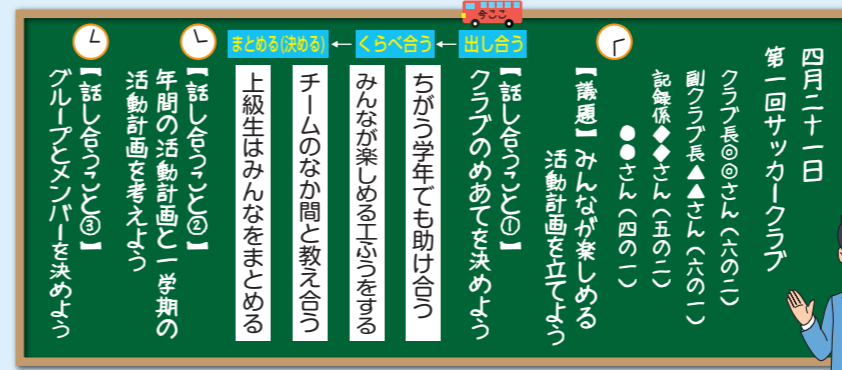 四月二十一日
第一回サッカークラブ
クラブ長◎◎さん(六の二)
副クラブ長▲▲さん(六の一)
記録係◆◆さん(五の二)
●●さん(四の一)
【議題】みんなが楽しめる
活動計画を立てよう
今ここ
出し合う←くらべ合う←まとめる(決める)
【話し合うこと①】
クラブのめあてを決めよう
ちがう学年でも助け合う
みんなが楽しめる工ふうをする
チームのなか間と教え合う
上級生はみんなをまとめる
【話し合うこと②】
年間の活動計画と一学期の
活動計画を考えよう
【話し合うこと③】
グループとメンバーを決めよう